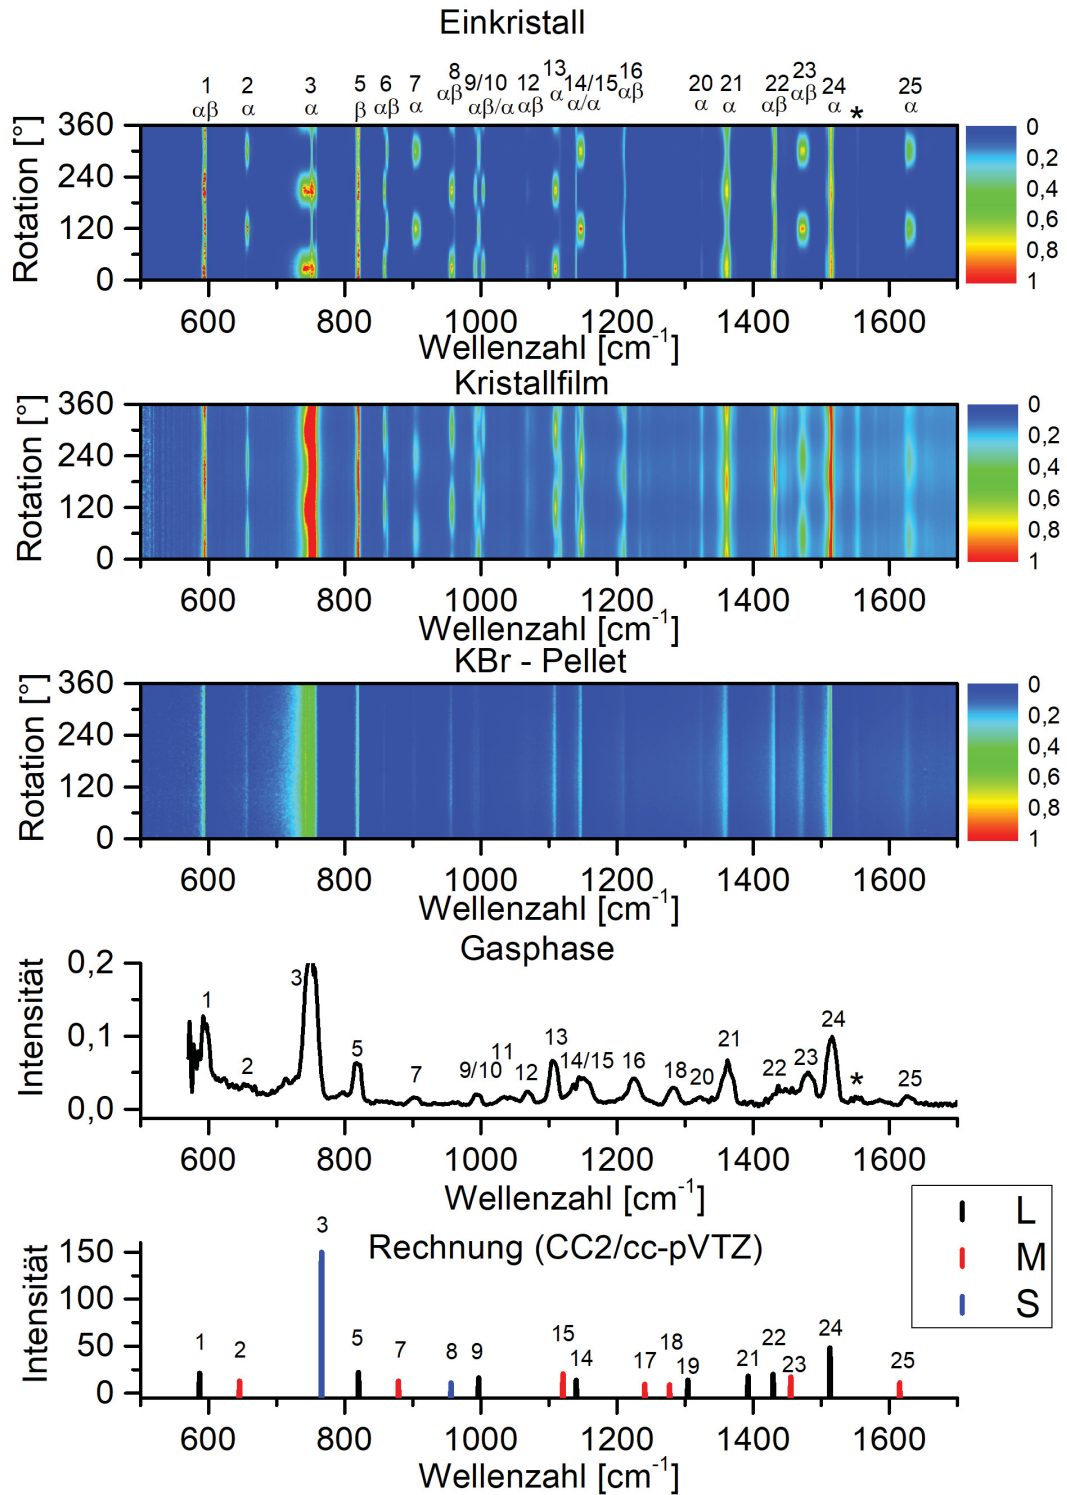 Einkristall
1 2 3 5 6 7 8 9/10 12 13 14/15 16 20 21 22 23 24 25
αβ α α β αβ α αβ αβ/α αβ α α/α αβ α α αβ αβ α * α
Rotation [°]
360
240
120
0
0
0,2
0,4
0,6
0,8
1
600 800 1000 1200 1400 1600
Wellenzahl [cm⁻¹]
Kristallfilm
Rotation [°]
360
240
120
0
0
0,2
0,4
0,6
0,8
1
600 800 1000 1200 1400 1600
Wellenzahl [cm⁻¹]
KBr - Pellet
Rotation [°]
360
240
120
0
0
0,2
0,4
0,6
0,8
1
600 800 1000 1200 1400 1600
Wellenzahl [cm⁻¹]
Gasphase
Intensität
0,2
0,1
0,0
1 2 3 5 7 9/10 11 12 13 14/15 16 18 20 21 22 23 24 * 25
600 800 1000 1200 1400 1600
Wellenzahl [cm⁻¹]
L
M
S
Rechnung (CC2/cc-pVTZ)
Intensität
150
100
50
0
1 2 3 5 7 8 9 15 14 17 18 19 21 22 23 24 25
600 800 1000 1200 1400 1600
Wellenzahl [cm⁻¹]